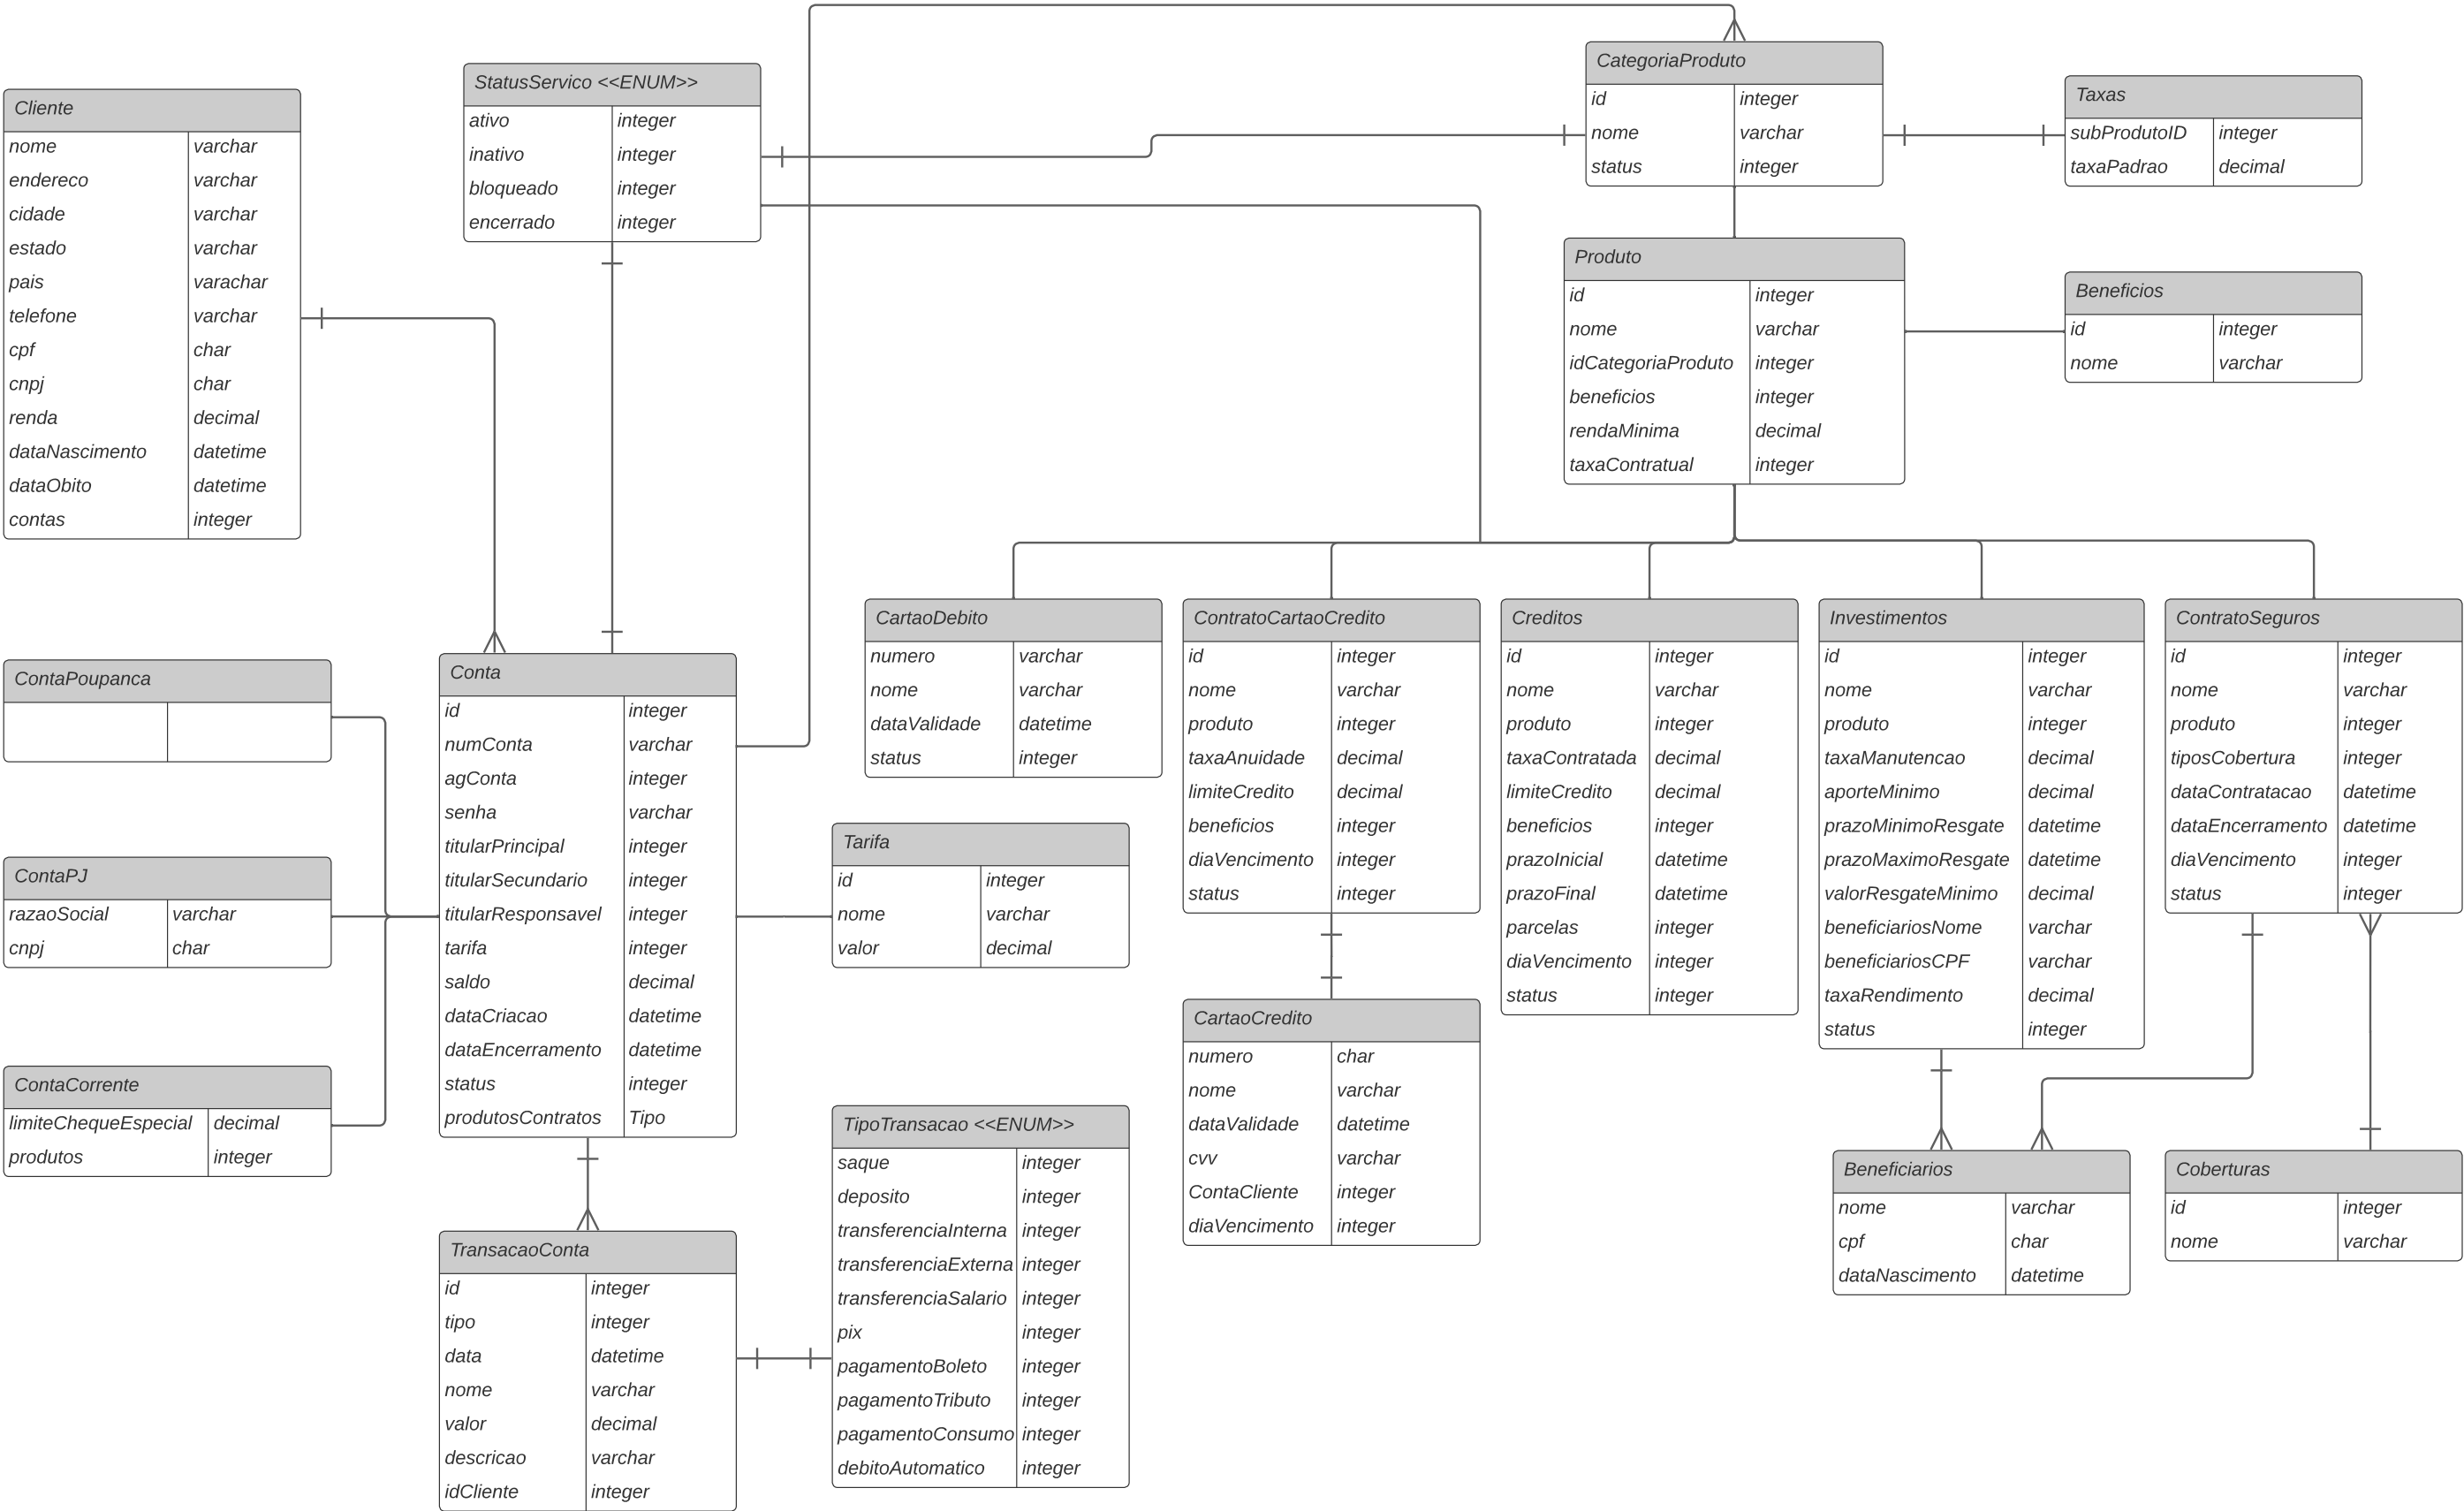 StatusServico <<ENUM>>
ativo integer
inativo integer
bloqueado integer
encerrado integer
CategoriaProduto
id integer
nome varchar
status integer
Taxas
subProdutoID integer
taxaPadrao decimal
Cliente
nome varchar
endereco varchar
cidade varchar
estado varchar
pais varachar
telefone varchar
cpf char
cnpj char
renda decimal
dataNascimento datetime
dataObito datetime
contas integer
Produto
id integer
nome varchar
idCategoriaProduto integer
beneficios integer
rendaMinima decimal
taxaContratual integer
Beneficios
id integer
nome varchar
ContaPoupanca
ContaPJ
razaoSocial varchar
cnpj char
ContaCorrente
limiteChequeEspecial decimal
produtos integer
Conta
id integer
numConta varchar
agConta integer
senha varchar
titularPrincipal integer
titularSecundario integer
titularResponsavel integer
tarifa integer
saldo decimal
dataCriacao datetime
dataEncerramento datetime
status integer
produtosContratos Tipo
CartaoDebito
numero varchar
nome varchar
dataValidade datetime
status integer
ContratoCartaoCredito
id integer
nome varchar
produto integer
taxaAnuidade decimal
limiteCredito decimal
beneficios integer
diaVencimento integer
status integer
Creditos
id integer
nome varchar
produto integer
taxaContratada decimal
limiteCredito decimal
beneficios integer
prazoInicial datetime
prazoFinal datetime
parcelas integer
diaVencimento integer
status integer
Investimentos
id integer
nome varchar
produto integer
taxaManutencao decimal
aporteMinimo decimal
prazoMinimoResgate datetime
prazoMaximoResgate datetime
valorResgateMinimo decimal
beneficiariosNome varchar
beneficiariosCPF varchar
taxaRendimento decimal
status integer
ContratoSeguros
id integer
nome varchar
produto integer
tiposCobertura integer
dataContratacao datetime
dataEncerramento datetime
diaVencimento integer
status integer
Tarifa
id integer
nome varchar
valor decimal
CartaoCredito
numero char
nome varchar
dataValidade datetime
cvv varchar
ContaCliente integer
diaVencimento integer
TipoTransacao <<ENUM>>
saque integer
deposito integer
transferenciaInterna integer
transferenciaExterna integer
transferenciaSalario integer
pix integer
pagamentoBoleto integer
pagamentoTributo integer
pagamentoConsumo integer
debitoAutomatico integer
Beneficiarios
nome varchar
cpf char
dataNascimento datetime
Coberturas
id integer
nome varchar
TransacaoConta
id integer
tipo integer
data datetime
nome varchar
valor decimal
descricao varchar
idCliente integer